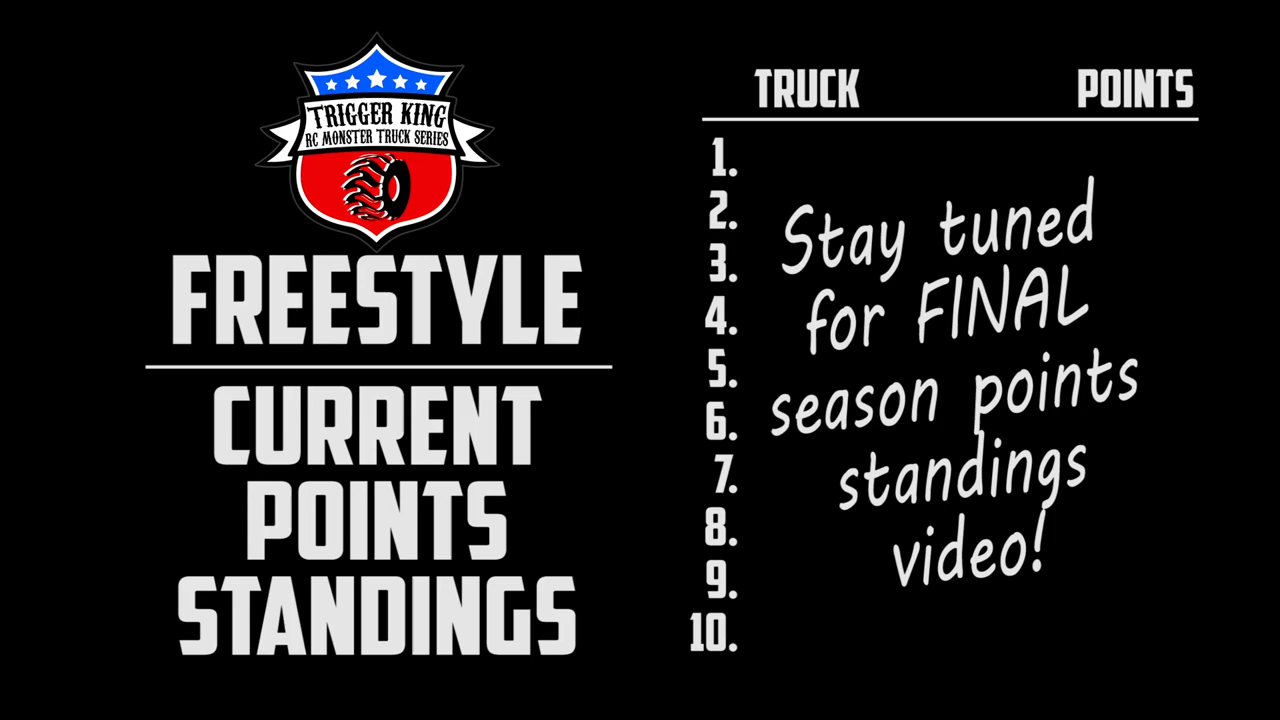 TRIGGER KING
RC MONSTER TRUCK SERIES
FREESTYLE
CURRENT
POINTS
STANDINGS
TRUCK POINTS
1.
2.
3.
4.
5.
6.
7.
8.
9.
10.
Stay tuned
for FINAL
season points
standings
video!